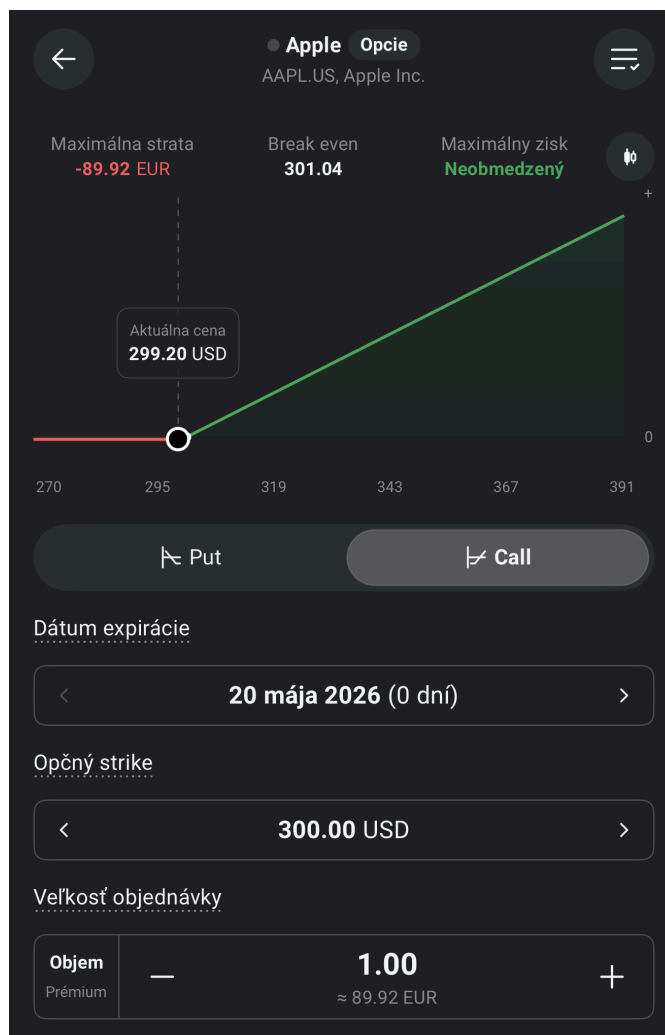 Apple Opcie
AAPL.US, Apple Inc.
Maximálna strata
-89.92 EUR
Break even
301.04
Maximálny zisk
Neobmedzený
+
Aktuálna cena
299.20 USD
0
270 295 319 343 367 391
Put
Call
Dátum expirácie
20 mája 2026 (0 dní)
Opčný strike
300.00 USD
Veľkosť objednávky
Objem
Prémium
1.00
≈ 89.92 EUR